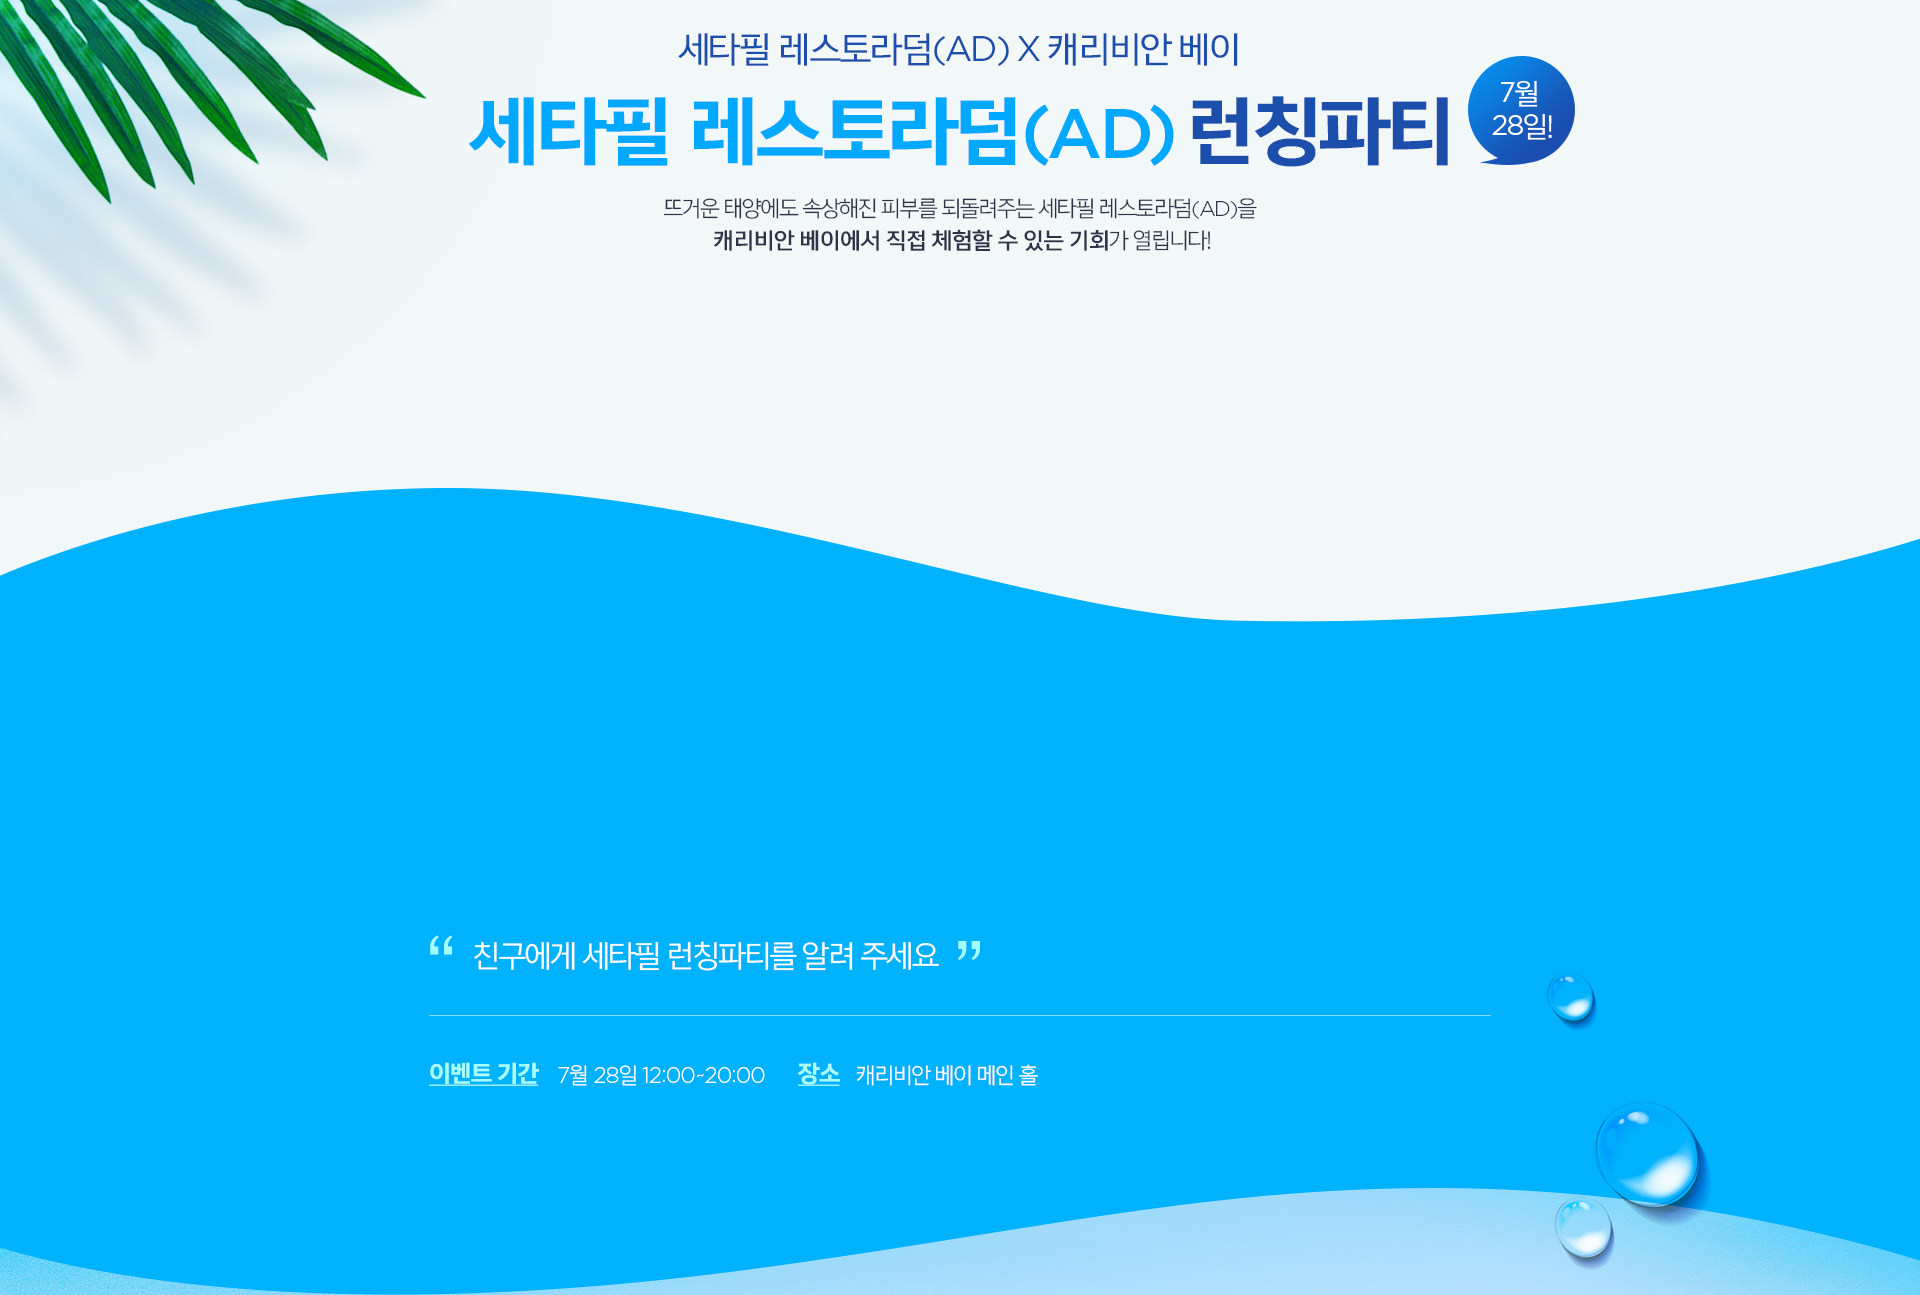 세타필 레스토라덤(AD) X 캐리비안 베이
세타필 레스토라덤(AD) 런칭파티
7월
28일!
뜨거운 태양에도 속상해진 피부를 되돌려주는 세타필 레스토라덤(AD)을
캐리비안 베이에서 직접 체험할 수 있는 기회가 열립니다!
“ 친구에게 세타필 런칭파티를 알려 주세요 ”
이벤트 기간 7월 28일 12:00~20:00 장소 캐리비안 베이 메인 홀